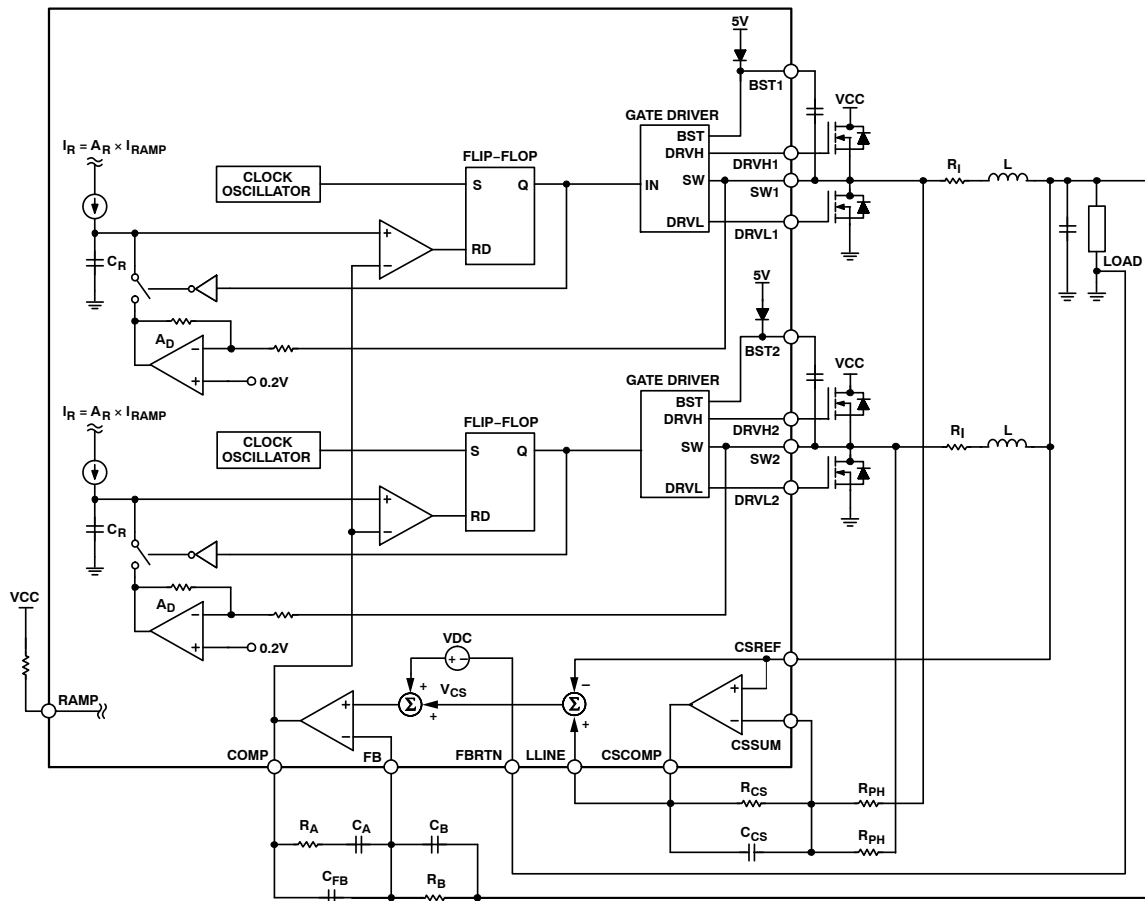 5V
BST1
VCC
GATE DRIVER
BST
I_R = A_R × I_RAMP
FLIP–FLOP
DRVH
DRVH1
CLOCK
OSCILLATOR
S
Q
IN
SW
SW1
R_I
L
DRVL
DRVL1
+
–
RD
C_R
LOAD
5V
A_D
–
+
0.2V
BST2
VCC
GATE DRIVER
BST
I_R = A_R × I_RAMP
FLIP–FLOP
DRVH
DRVH2
CLOCK
OSCILLATOR
S
Q
SW
SW2
R_I
L
DRVL
DRVL2
+
–
RD
C_R
VCC
A_D
–
+
0.2V
VDC
+ –
CSREF
RAMP
+
–
+
Σ
+
V_CS
–
Σ
+
+
–
CSSUM
COMP
FB
FBRTN
LLINE
CSCOMP
R_CS
R_PH
R_A
C_A
C_B
C_CS
R_PH
C_FB
R_B